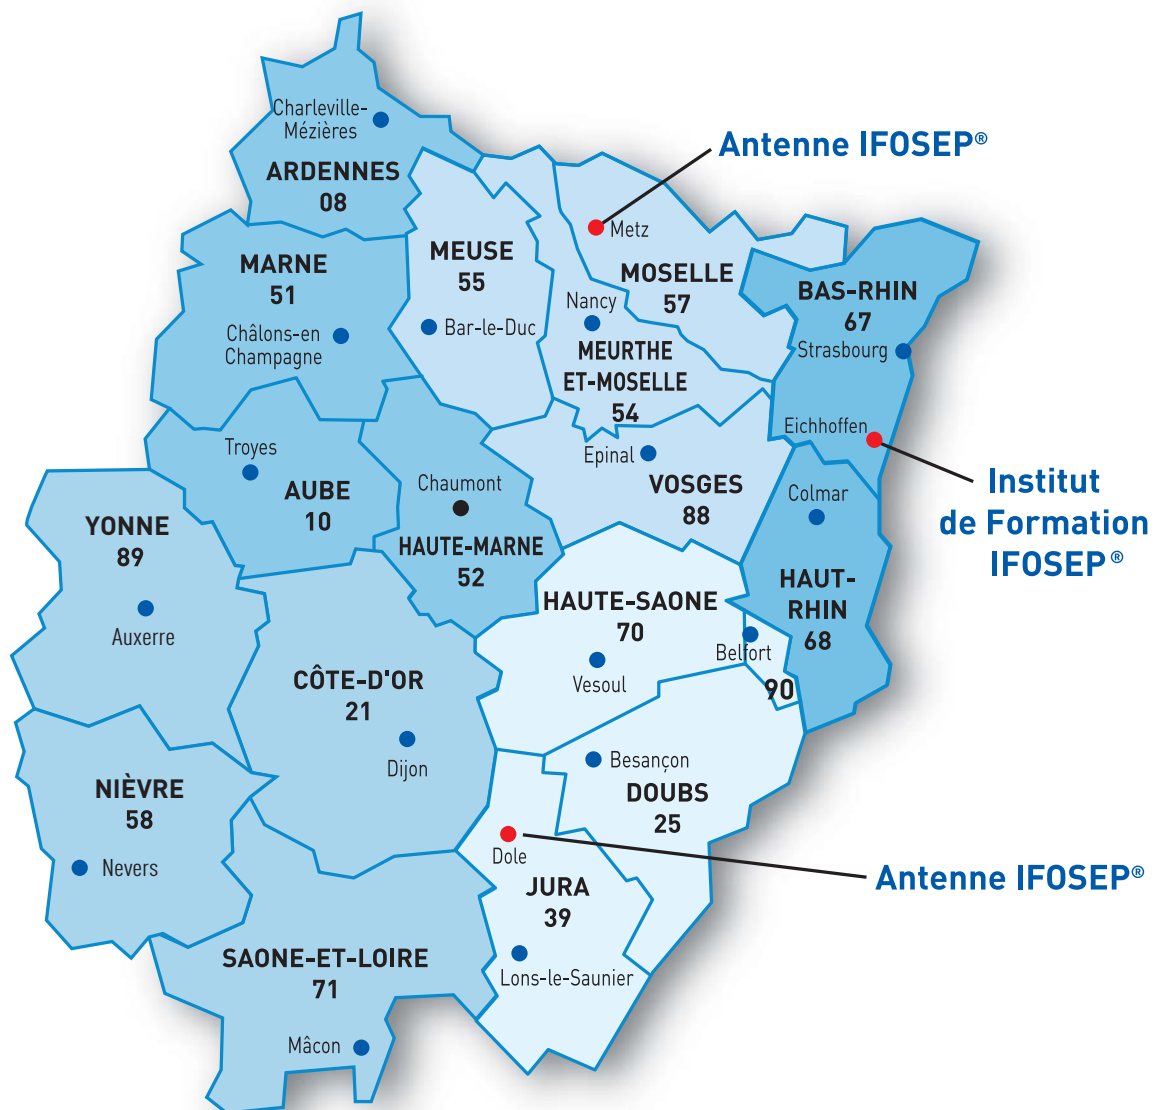 Charleville-
Mézières
ARDENNES
08
Antenne IFOSEP®
Metz
MARNE
51
MEUSE
55
MOSELLE
57
BAS-RHIN
67
Châlons-en
Champagne
Bar-le-Duc
Nancy
MEURTHE
ET-MOSELLE
54
Strasbourg
Eichhoffen
Troyes
AUBE
10
Chaumont
HAUTE-MARNE
52
Epinal
VOSGES
88
Colmar
HAUT-
RHIN
68
Institut
de Formation
IFOSEP®
YONNE
89
Auxerre
HAUTE-SAONE
70
Vesoul
Belfort
90
CÔTE-D'OR
21
Dijon
Besançon
DOUBS
25
NIÈVRE
58
Nevers
Dole
JURA
39
Lons-le-Saunier
Antenne IFOSEP®
SAONE-ET-LOIRE
71
Mâcon